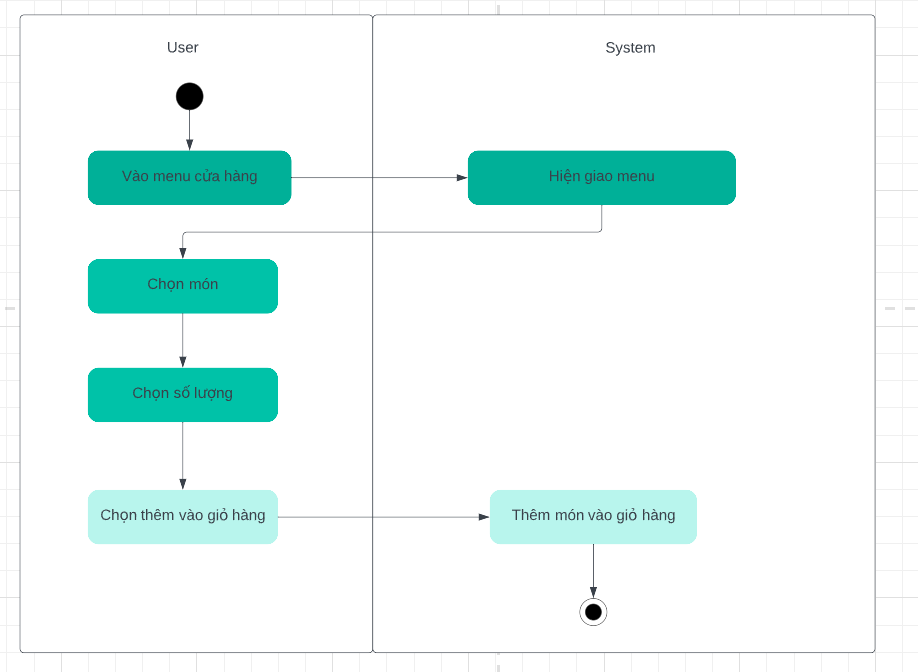 User
System
Vào menu cửa hàng
Hiện giao menu
Chọn món
Chọn số lượng
Chọn thêm vào giỏ hàng
Thêm món vào giỏ hàng